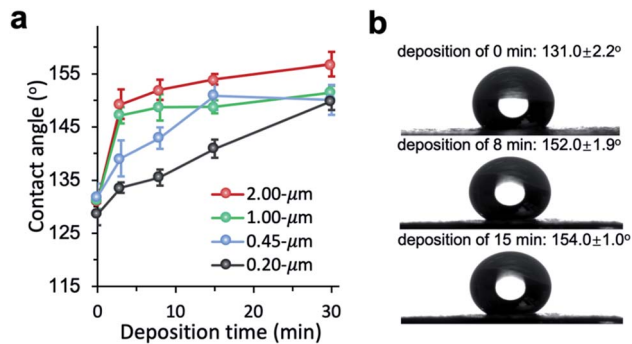 a
b
Contact angle (°)
155
145
135
125
115
0
10
20
30
Deposition time (min)
2.00-μm
1.00-μm
0.45-μm
0.20-μm
deposition of 0 min: 131.0±2.2°
deposition of 8 min: 152.0±1.9°
deposition of 15 min: 154.0±1.0°